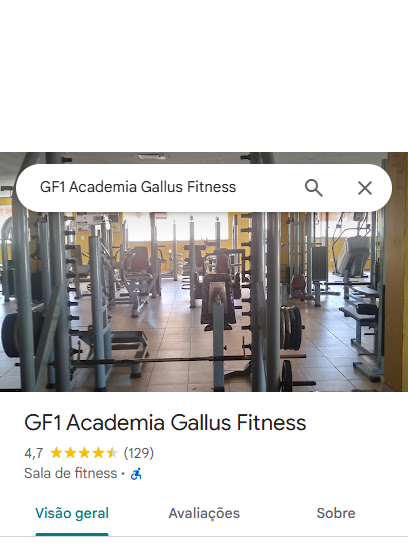 GF1 Academia Gallus Fitness
GF1 Academia Gallus Fitness
4,7 (129)
Sala de fitness ·
Visão geral Avaliações Sobre